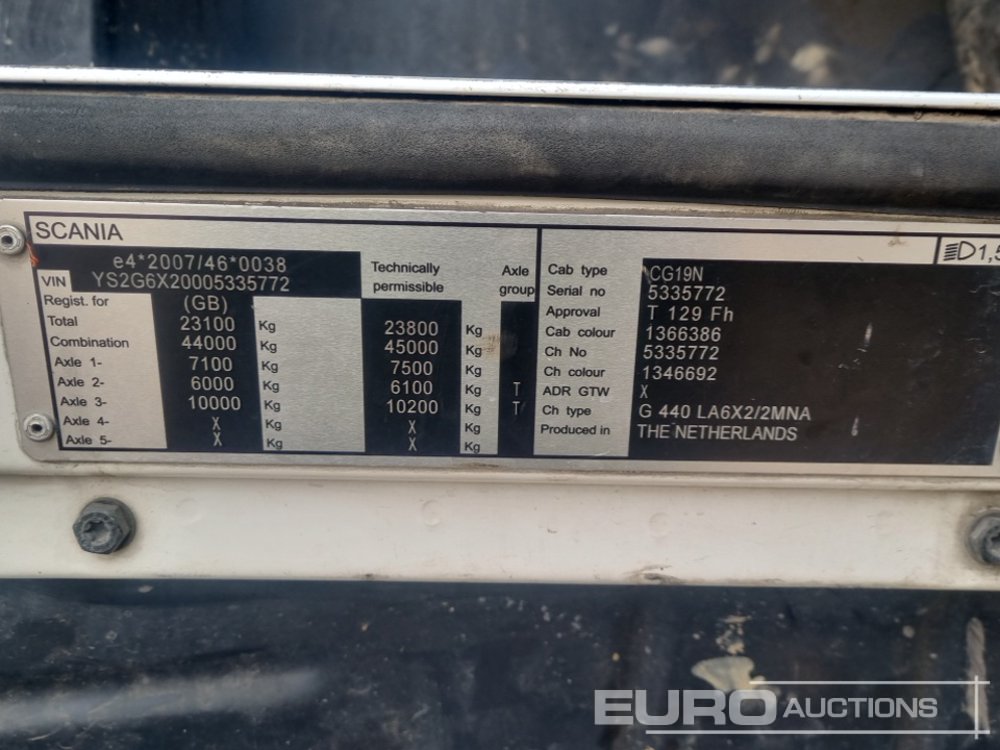 SCANIA
e4*2007/46*0038
VIN YS2G6X20005335772
Technically permissible
Axle group
Regist. for (GB)
Total 23100 Kg 23800 Kg
Combination 44000 Kg 45000 Kg
Axle 1- 7100 Kg 7500 Kg
Axle 2- 6000 Kg 6100 Kg T
Axle 3- 10000 Kg 10200 Kg T
Axle 4- X Kg X Kg
Axle 5- X Kg X Kg
Cab type CG19N
Serial no 5335772
Approval T 129 Fh
Cab colour 1366386
Ch No 5335772
Ch colour 1346692
ADR GTW X
Ch type G 440 LA6X2/2MNA
Produced in THE NETHERLANDS
1,5
EURO AUCTIONS